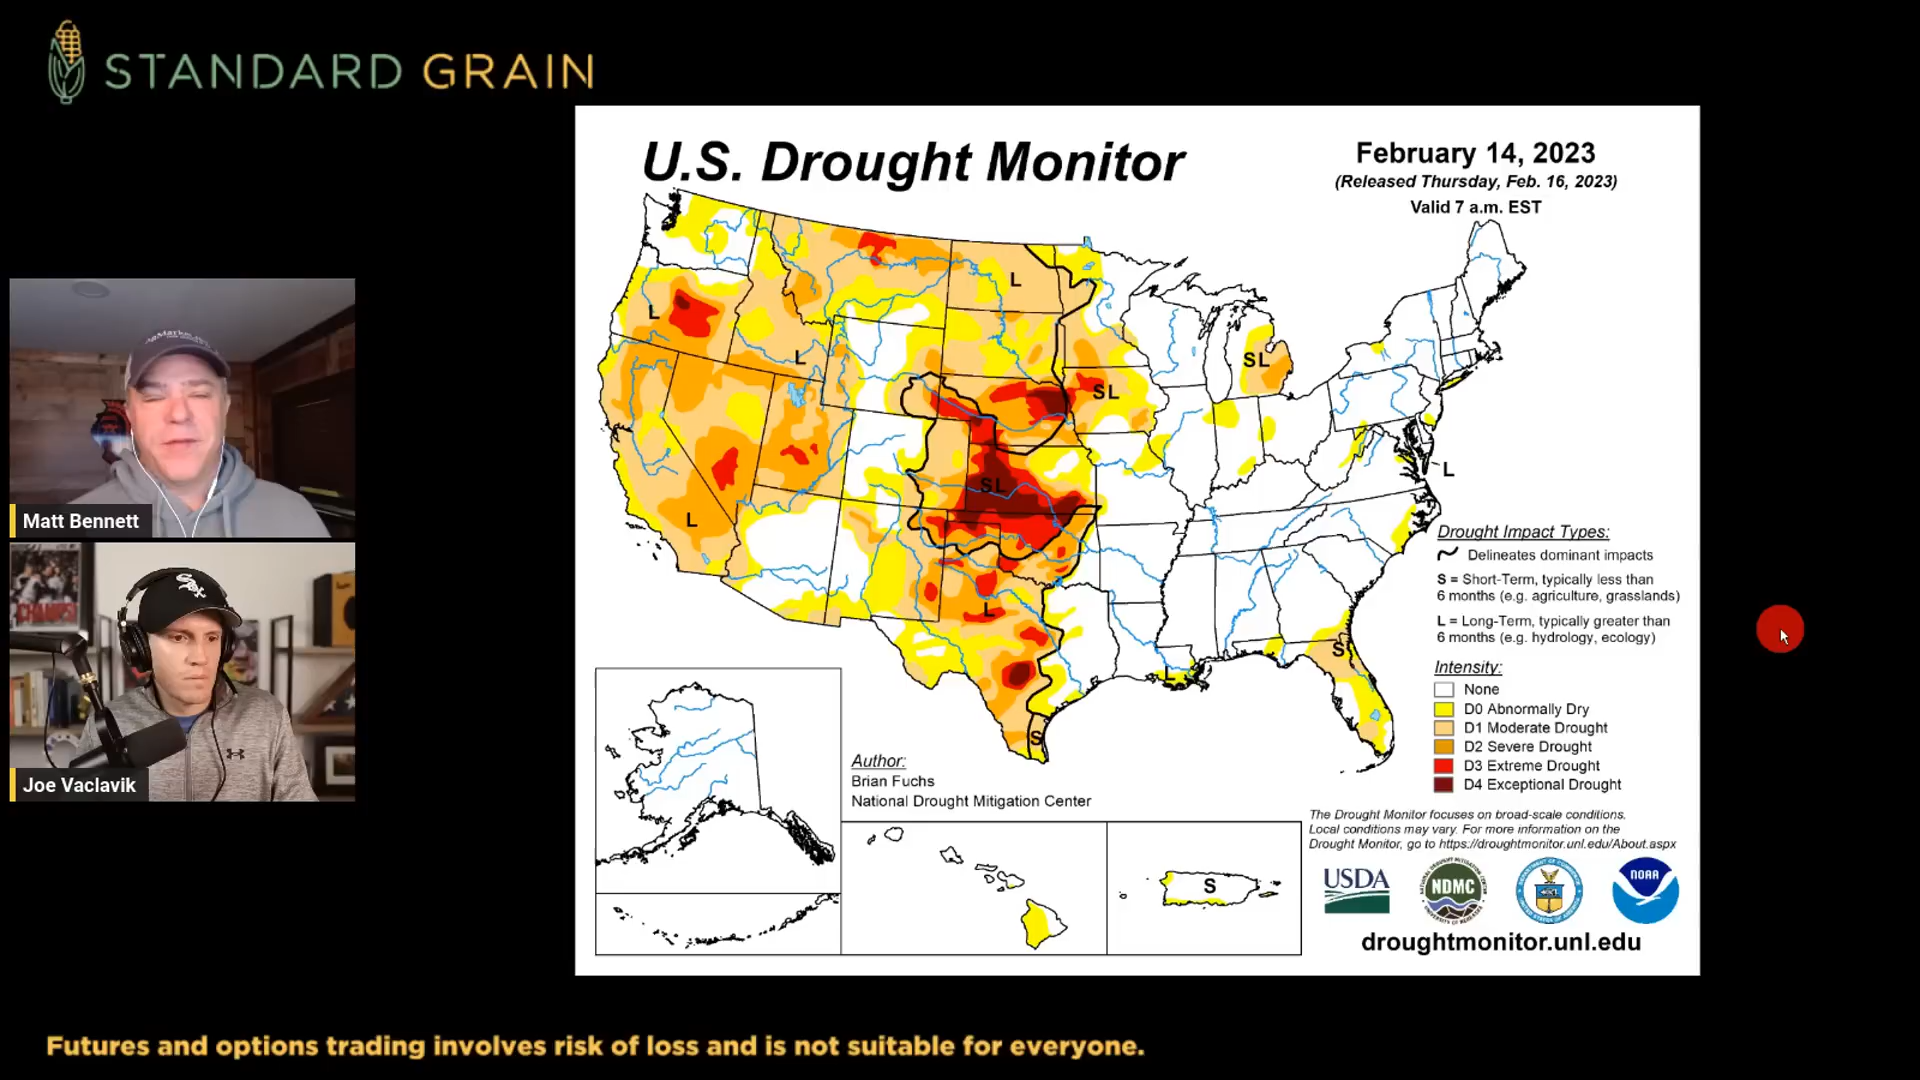 STANDARD GRAIN
U.S. Drought Monitor
February 14, 2023
(Released Thursday, Feb. 16, 2023)
Valid 7 a.m. EST
L
L
L
SL
SL
L
SL
L
L
S
L
S
Drought Impact Types:
Delineates dominant impacts
S = Short-Term, typically less than
6 months (e.g. agriculture, grasslands)
L = Long-Term, typically greater than
6 months (e.g. hydrology, ecology)
Intensity:
None
D0 Abnormally Dry
D1 Moderate Drought
D2 Severe Drought
D3 Extreme Drought
D4 Exceptional Drought
Author:
Brian Fuchs
National Drought Mitigation Center
S
The Drought Monitor focuses on broad-scale conditions.
Local conditions may vary. For more information on the
Drought Monitor, go to https://droughtmonitor.unl.edu/About.aspx
USDA
NDMC
NOAA
droughtmonitor.unl.edu
Matt Bennett
CHAMPS!
Joe Vaclavik
Futures and options trading involves risk of loss and is not suitable for everyone.